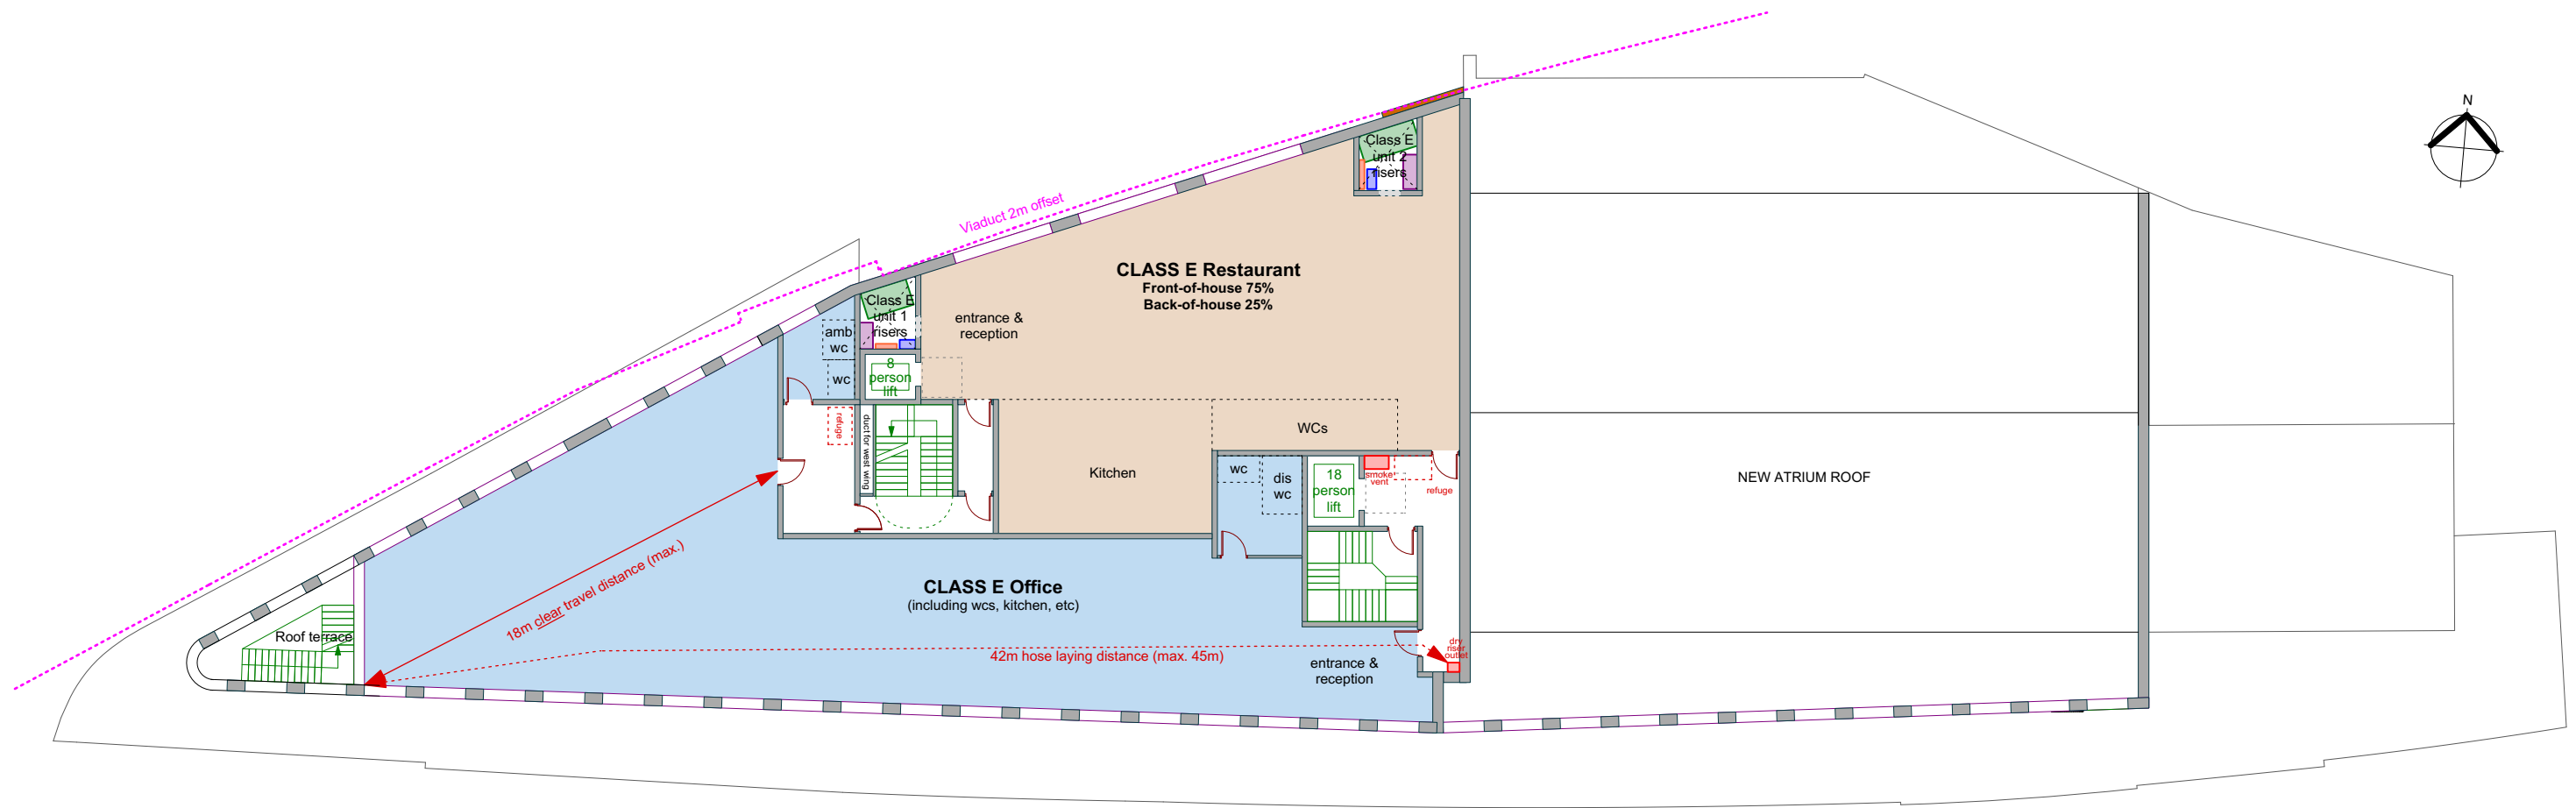 N
Viaduct 2m offset
Class E
unit 2
risers
CLASS E Restaurant
Front-of-house 75%
Back-of-house 25%
Class E
unit 1
risers
entrance &
reception
amb
wc
wc
8
person
lift
refuge
duct for west wing
WCs
Kitchen
wc
dis
wc
18
person
lift
smoke
vent
refuge
NEW ATRIUM ROOF
18m clear travel distance (max.)
CLASS E Office
(including wcs, kitchen, etc)
Roof terrace
42m hose laying distance (max. 45m)
entrance &
reception
dry
riser
outlet